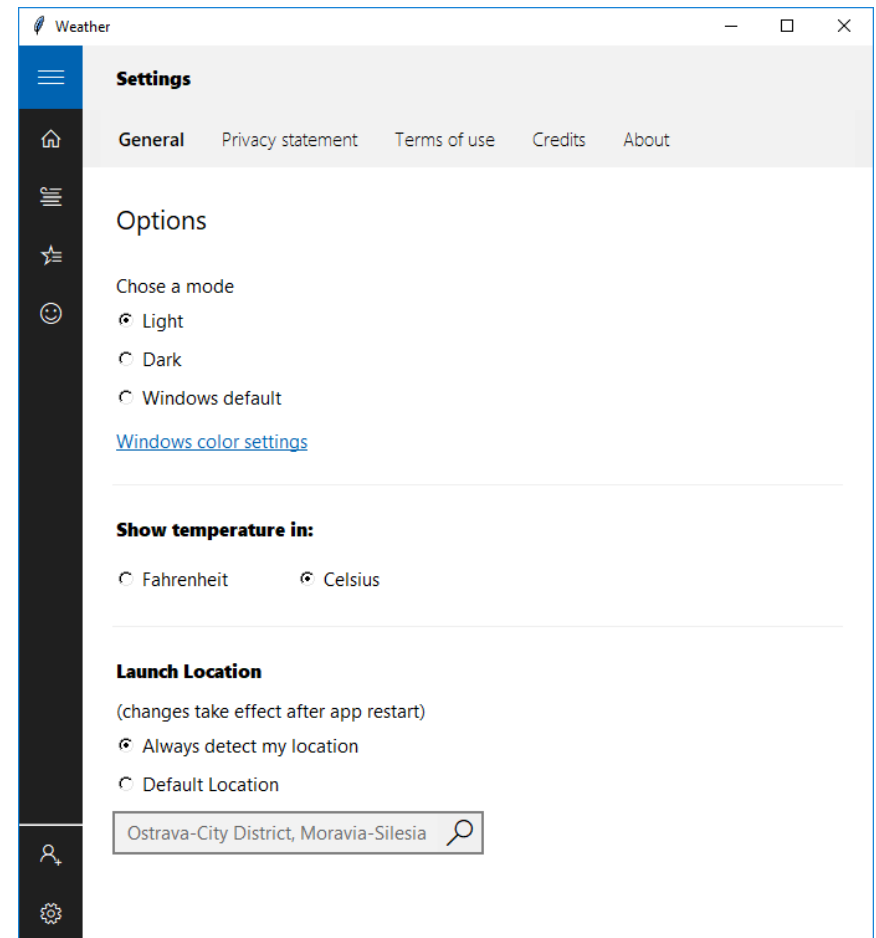 Weather
Settings
General Privacy statement Terms of use Credits About
Options
Chose a mode
Light
Dark
Windows default
Windows color settings
Show temperature in:
Fahrenheit Celsius
Launch Location
(changes take effect after app restart)
Always detect my location
Default Location
Ostrava-City District, Moravia-Silesia